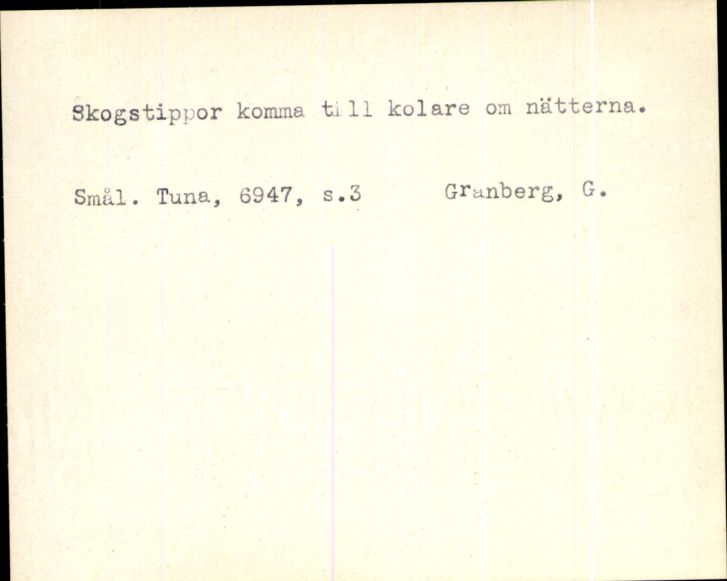 Skogstippor komma till kolare om nätterna.
Smål. Tuna, 6947, s.3 Granberg, G.